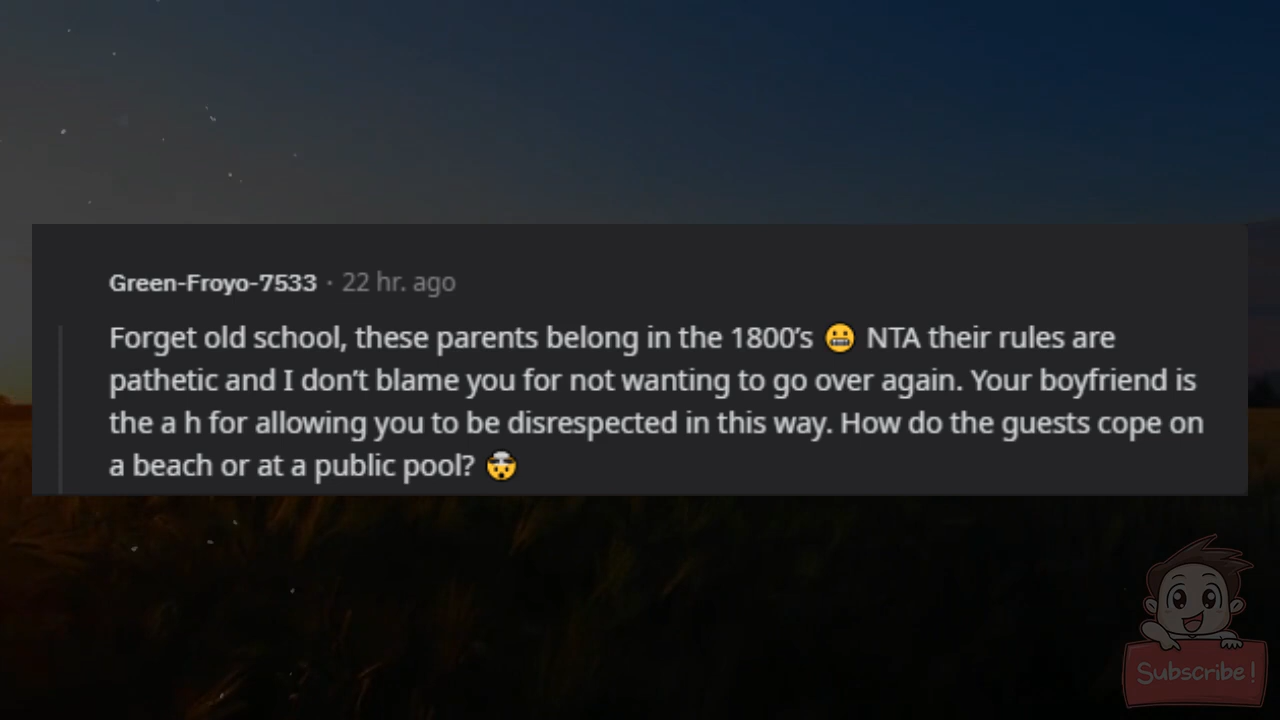 Green-Froyo-7533 · 22 hr. ago
Forget old school, these parents belong in the 1800’s 😬 NTA their rules are
pathetic and I don’t blame you for not wanting to go over again. Your boyfriend is
the a h for allowing you to be disrespected in this way. How do the guests cope on
a beach or at a public pool? 🤯
Subscribe!